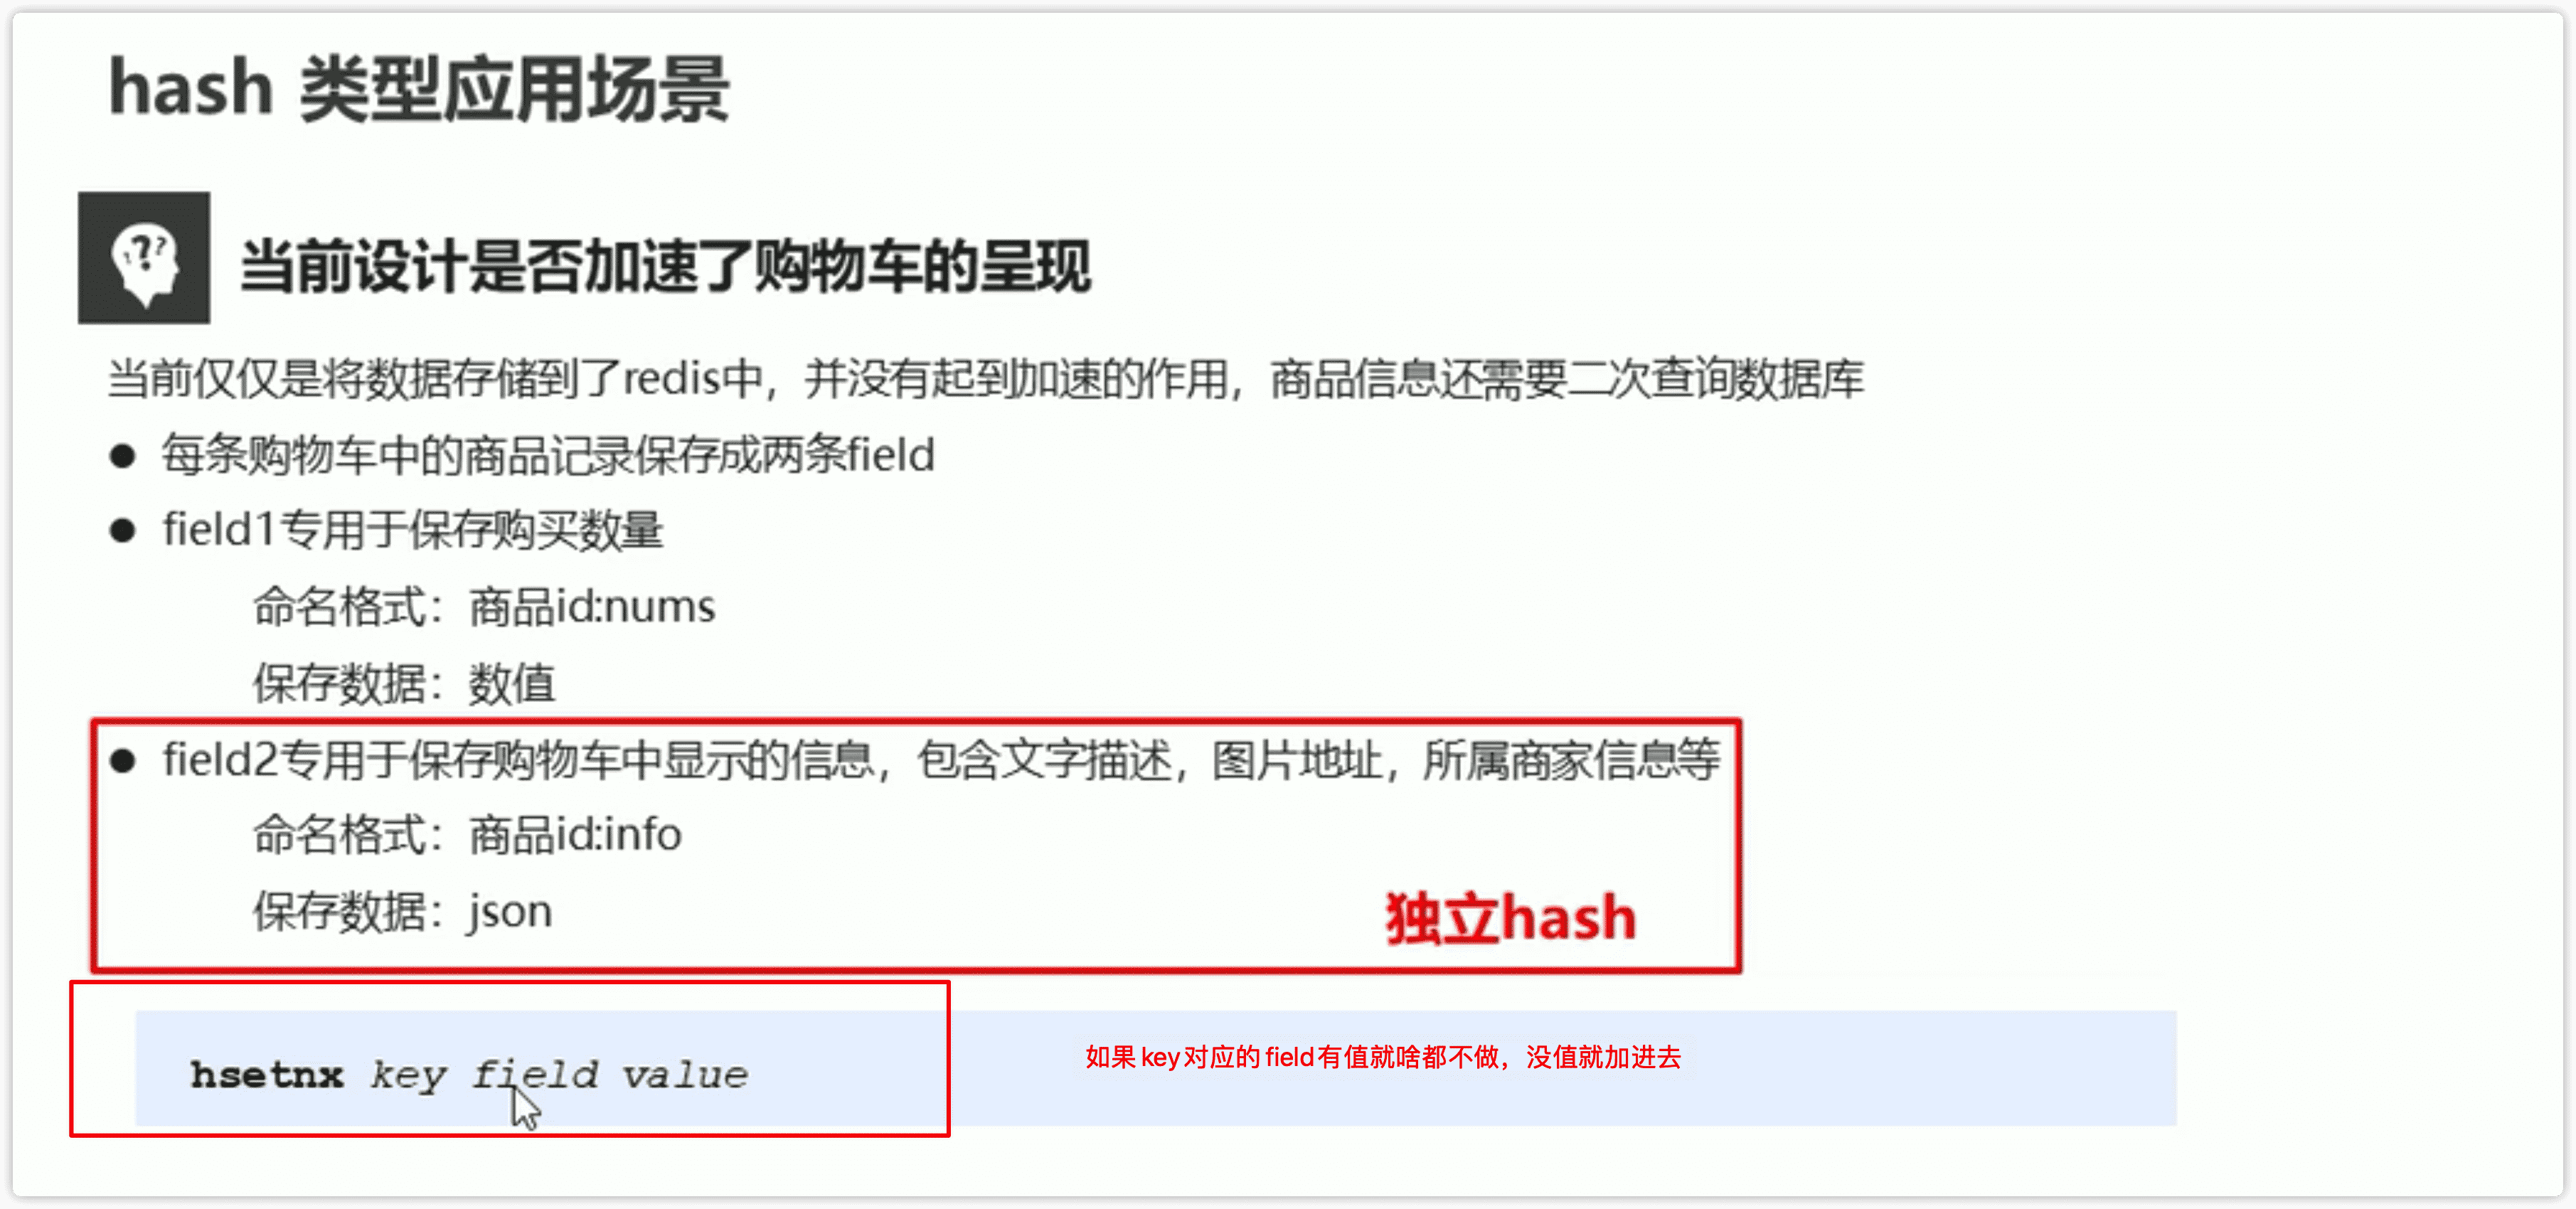 hash 类型应用场景
当前设计是否加速了购物车的呈现
当前仅仅是将数据存储到了redis中，并没有起到加速的作用，商品信息还需要二次查询数据库
● 每条购物车中的商品记录保存成两条field
● field1专用于保存购买数量
命名格式：商品id:nums
保存数据：数值
● field2专用于保存购物车中显示的信息，包含文字描述，图片地址，所属商家信息等
命名格式：商品id:info
保存数据：json
独立hash
hsetnx key field value
如果key对应的field有值就啥都不做，没值就加进去